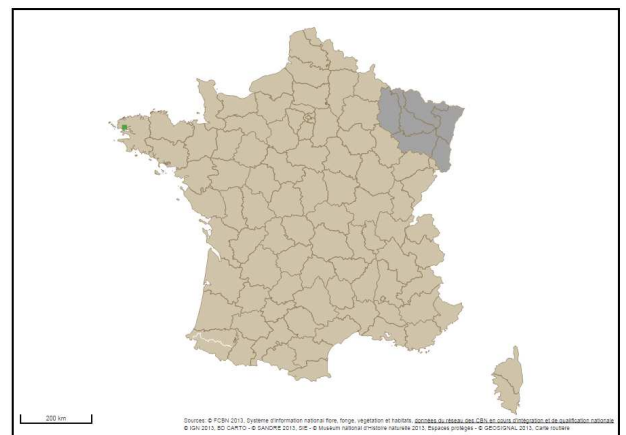 200 km
Sources: © FCBN 2013, Système d'information national flore, fonge, végétation et habitats, données du réseau des CBN en cours d'intégration et de qualification nationale
© IGN 2013, BD CARTO - © SANDRE 2013, SIE - © Muséum national d'Histoire naturelle 2013, Espaces protégés - © GEOSIGNAL 2013, Carte routière